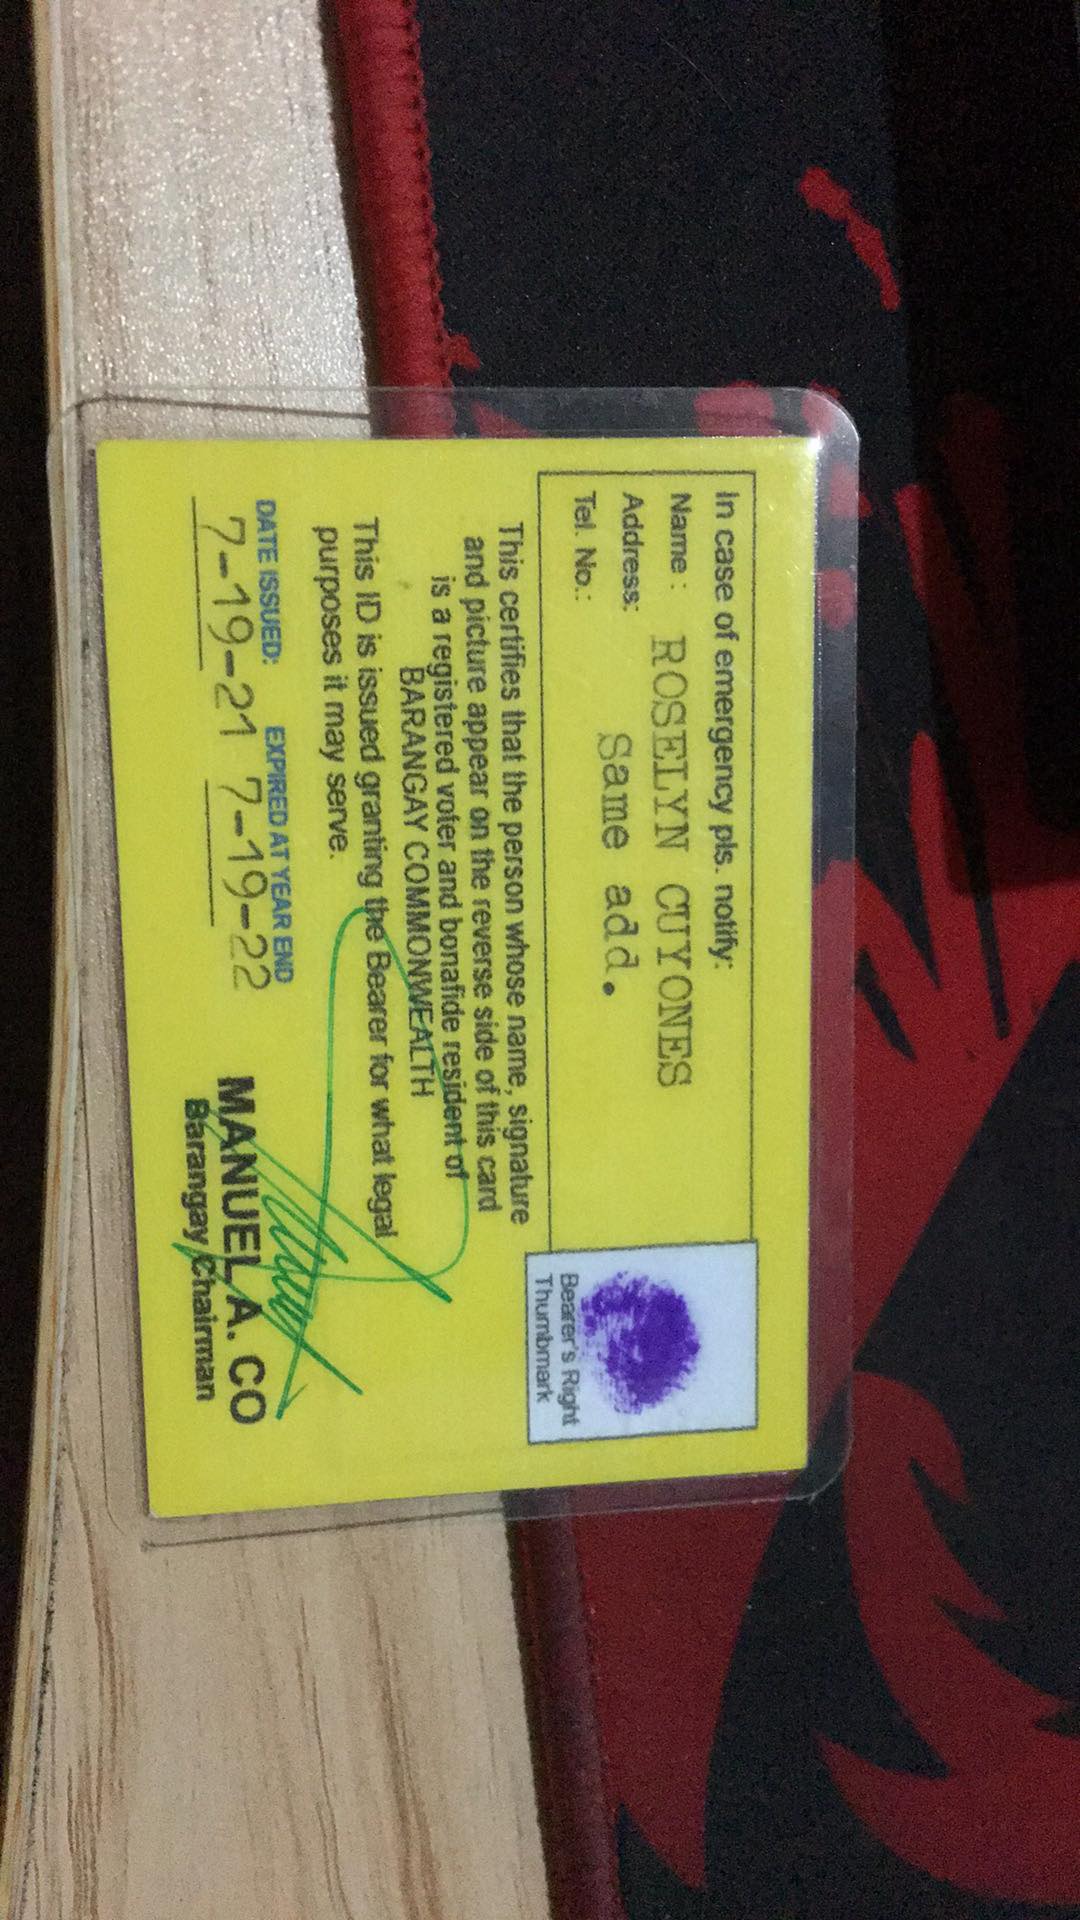 In case of emergency pls. notify:
Name : ROSELYN CUYONES
Address: Same add.
Tel. No.:
Bearer's Right
Thumbmark
This certifies that the person whose name, signature
and picture appear on the reverse side of this card
is a registered voter and bonafide resident of
BARANGAY COMMONWEALTH
This ID is issued granting the Bearer for what legal
purposes it may serve.
DATE ISSUED: EXPIRED AT YEAR END
7-19-21 7-19-22
MANUEL A. CO
Barangay Chairman